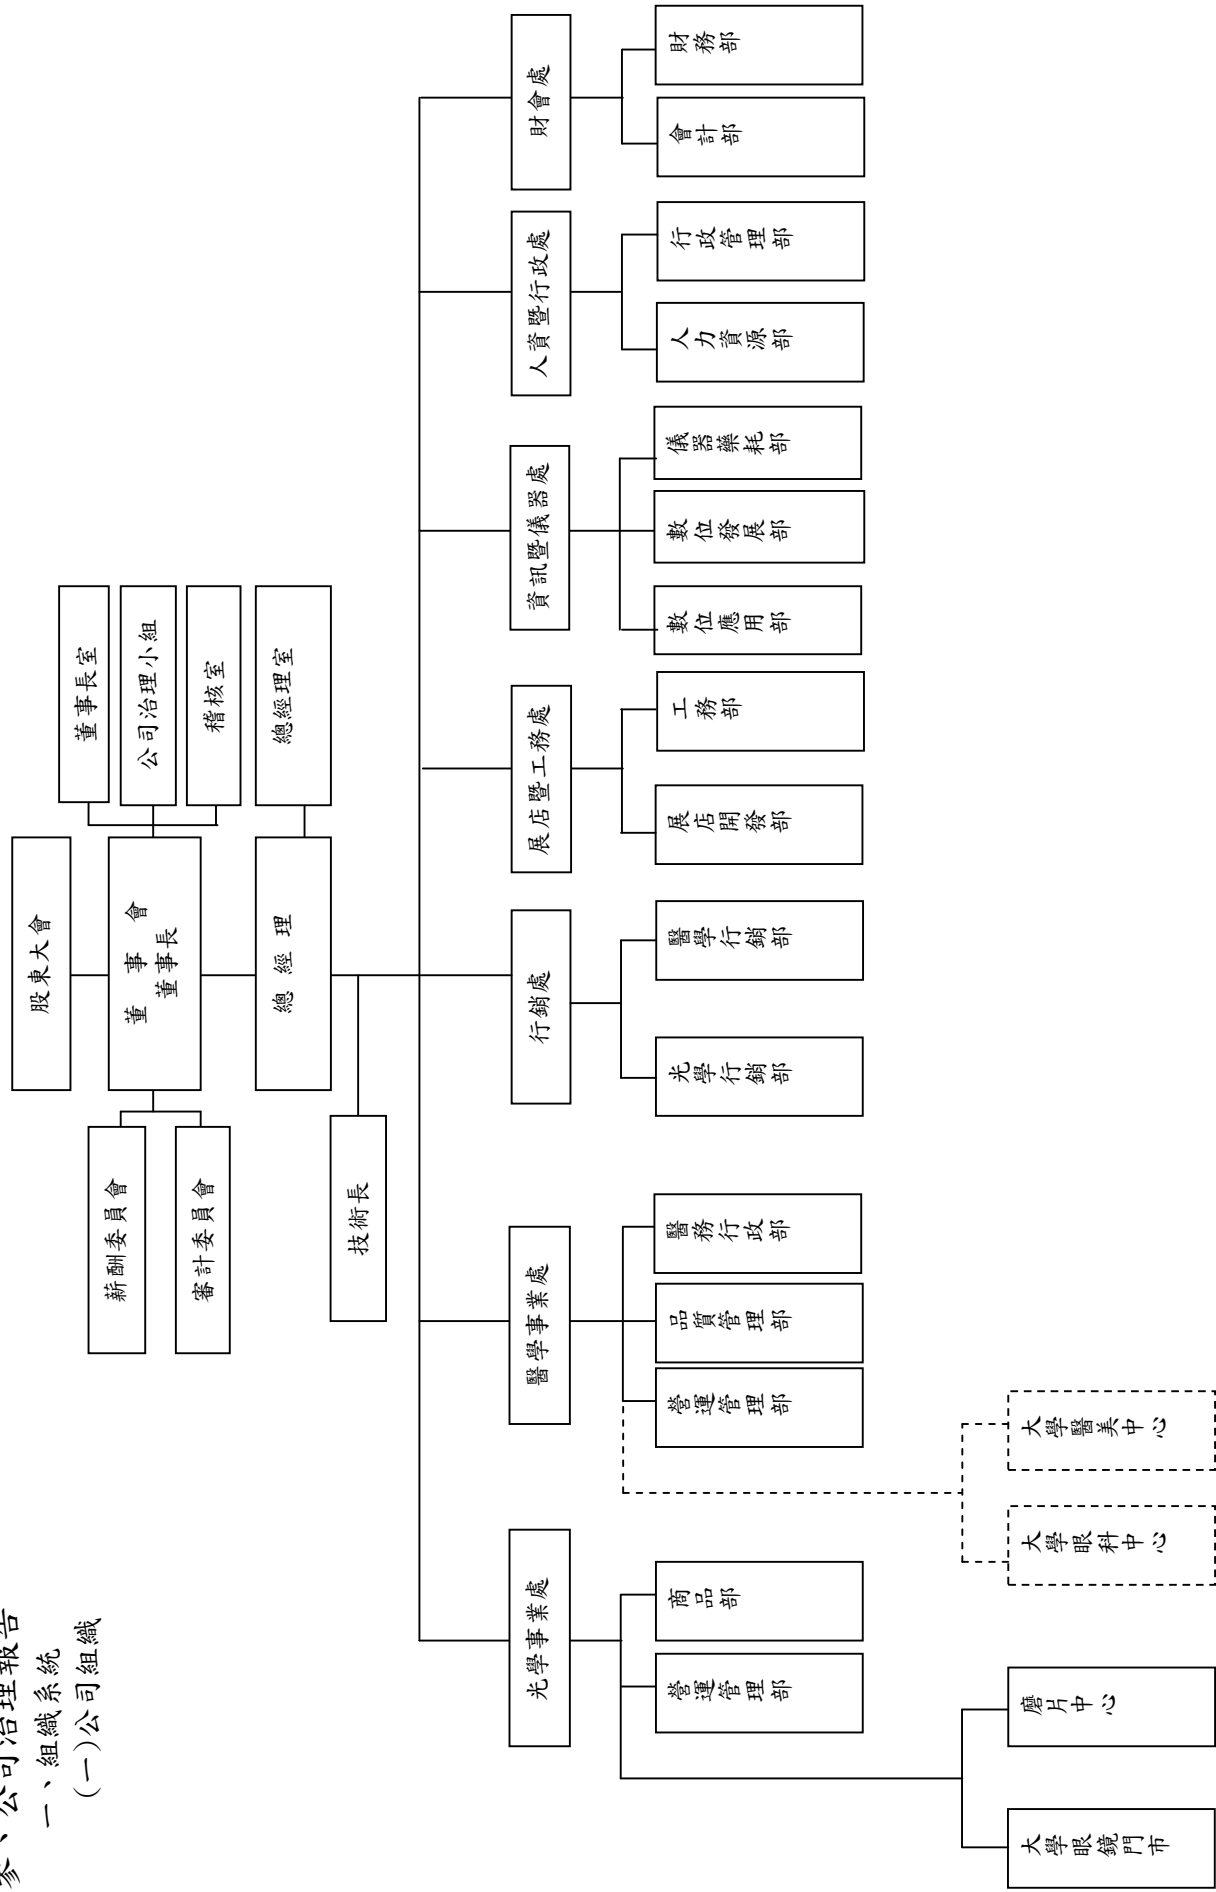 參、公司治理報告
一、組織系統
(一)公司組織
股東大會
董事會
董事長
薪酬委員會
審計委員會
董事長室
公司治理小組
稽核室
總經理
總經理室
技術長
光學事業處
醫學事業處
行銷處
展店暨工務處
資訊暨儀器處
人資暨行政處
財會處
營運管理部
商品部
營運管理部
品質管理部
醫務行政部
光學行銷部
醫學行銷部
展店開發部
工務部
數位應用部
數位發展部
儀器藥耗部
人力資源部
行政管理部
會計部
財務部
大學眼鏡門市
磨片中心
大學眼科中心
大學醫美中心